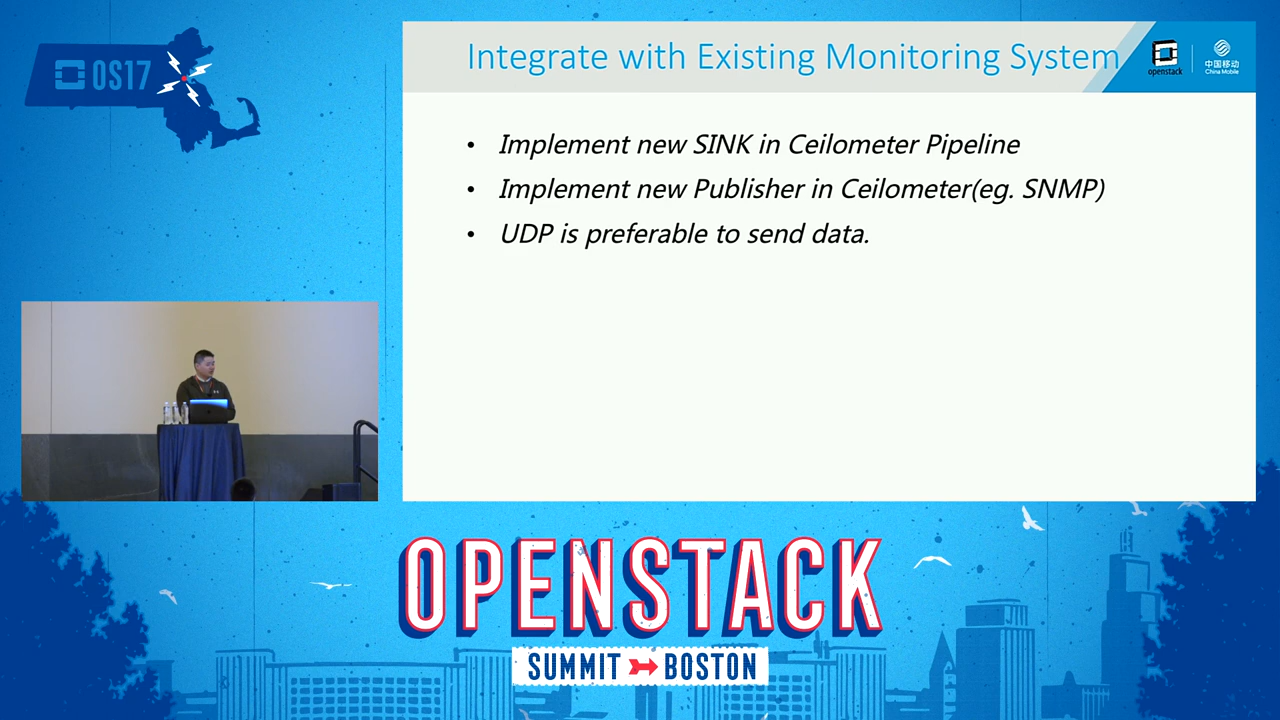 OS17
Integrate with Existing Monitoring System
openstack
中国移动
China Mobile
• Implement new SINK in Ceilometer Pipeline
• Implement new Publisher in Ceilometer(eg. SNMP)
• UDP is preferable to send data.
OPENSTACK
SUMMIT BOSTON